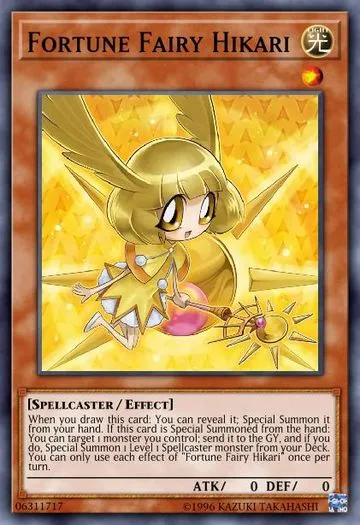 FORTUNE FAIRY HIKARI
LIGHT
光
[SPELLCASTER / EFFECT]
When you draw this card: You can reveal it; Special Summon it
from your hand. If this card is Special Summoned from the hand:
You can target 1 monster you control; send it to the GY, and if you
do, Special Summon 1 Level 1 Spellcaster monster from your Deck.
You can only use each effect of "Fortune Fairy Hikari" once per
turn.
ATK/ 0 DEF/ 0
06311717 ©1996 KAZUKI TAKAHASHI